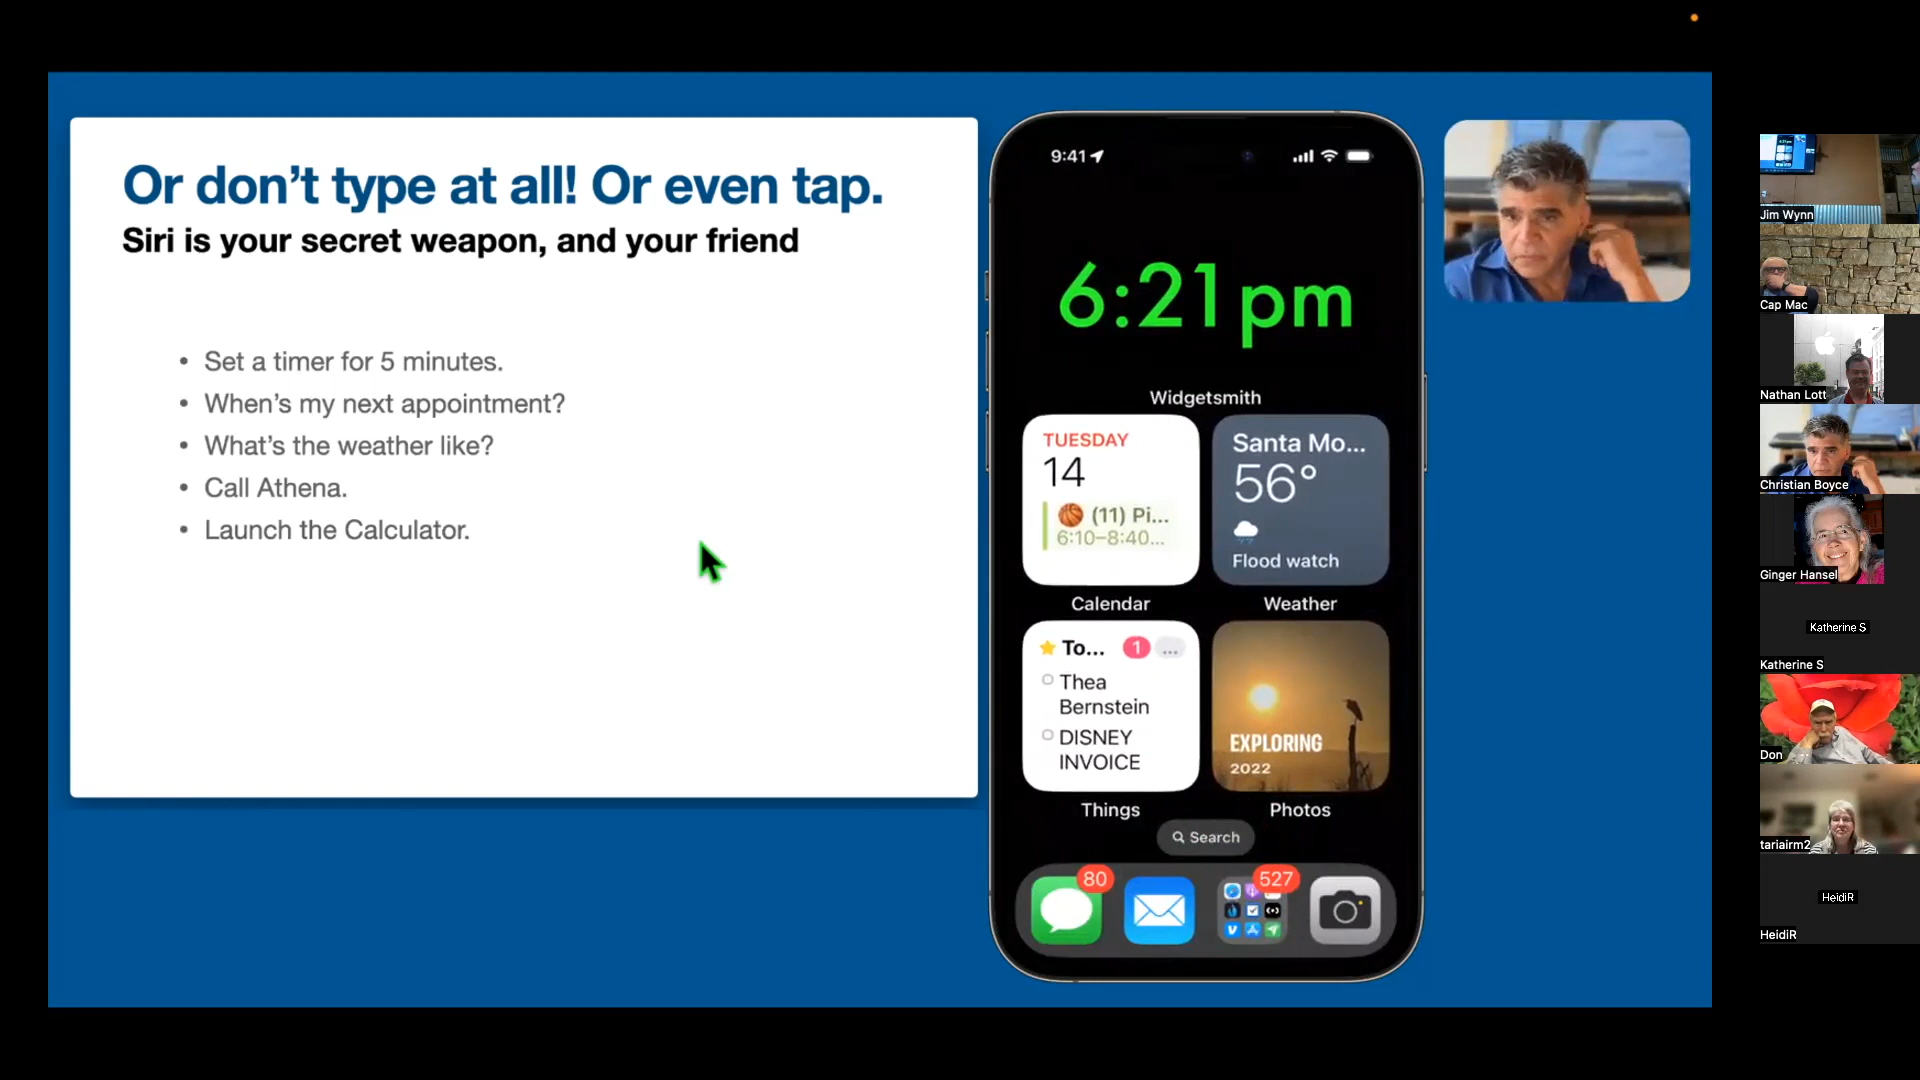 Or don’t type at all! Or even tap.
Siri is your secret weapon, and your friend
• Set a timer for 5 minutes.
• When’s my next appointment?
• What’s the weather like?
• Call Athena.
• Launch the Calculator.
9:41
6:21pm
Widgetsmith
TUESDAY
14
(11) Pi...
6:10–8:40...
Calendar
Santa Mo...
56°
Flood watch
Weather
To... 1 ...
Thea
Bernstein
DISNEY
INVOICE
Things
EXPLORING
2022
Photos
Search
80
527
Jim Wynn
Cap Mac
Nathan Lott
Christian Boyce
Ginger Hansel
Katherine S
Katherine S
Don
tariairm2
HeidiR
HeidiR